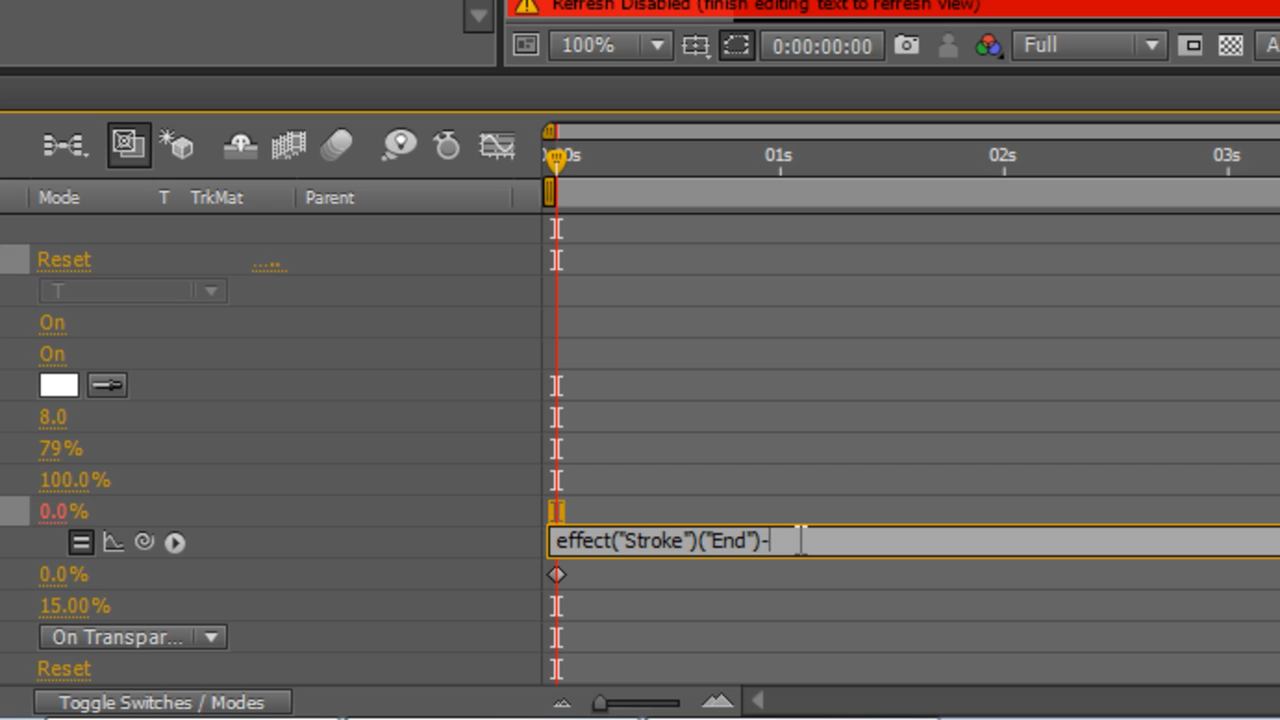 Refresh Disabled (finish editing text to refresh view)
100% 0:00:00:00 Full A
0:00s 01s 02s 03s
Mode T TrkMat Parent
Reset .....
T
On
On
8.0
79%
100.0%
0.0%
effect("Stroke")("End")-
0.0%
15.00%
On Transpar...
Reset
Toggle Switches / Modes